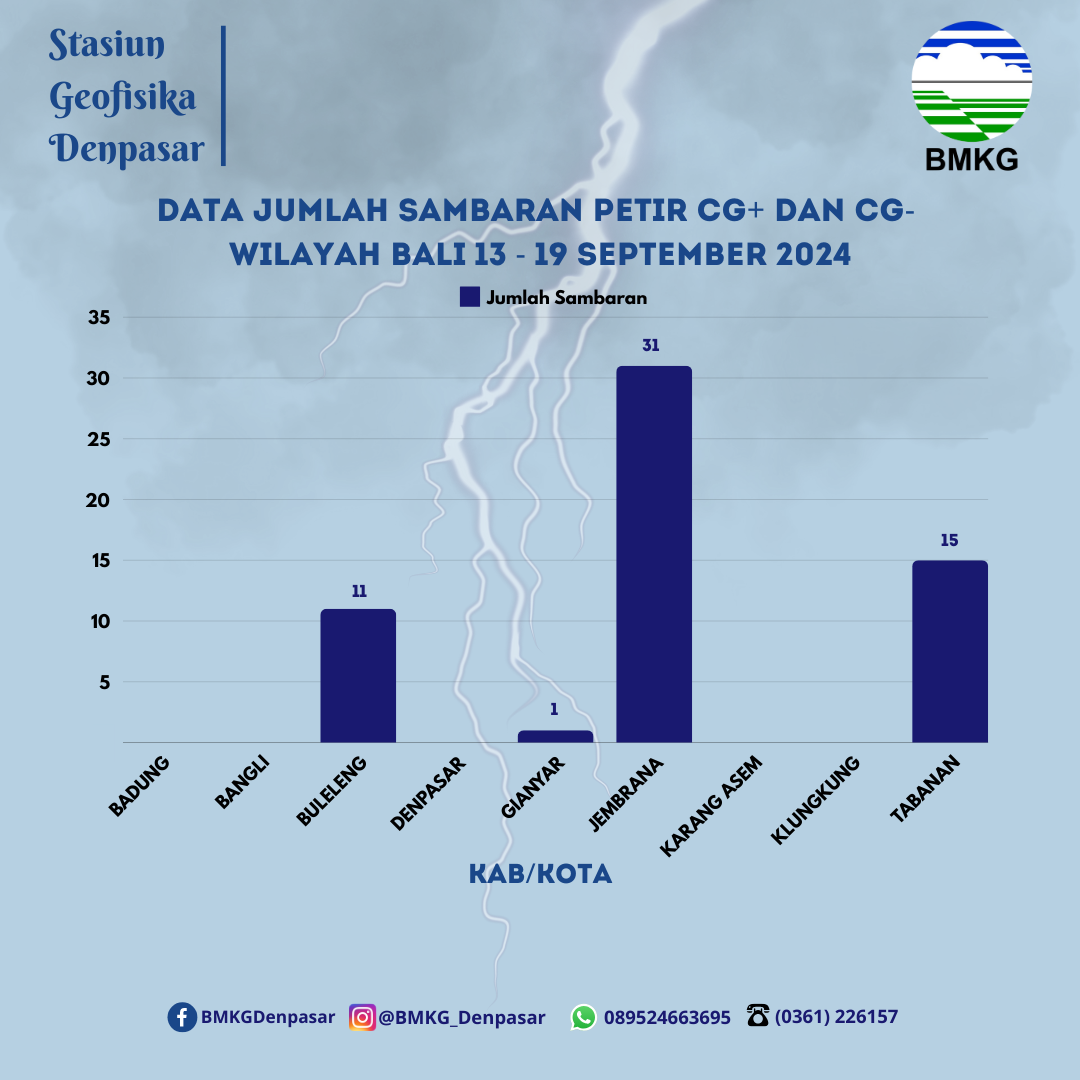 Stasiun
Geofisika
Denpasar
BMKG
DATA JUMLAH SAMBARAN PETIR CG+ DAN CG-
WILAYAH BALI 13 - 19 SEPTEMBER 2024
Jumlah Sambaran
35
30
25
20
15
10
5
11
1
31
15
BADUNG
BANGLI
BULELENG
DENPASAR
GIANYAR
JEMBRANA
KARANG ASEM
KLUNGKUNG
TABANAN
KAB/KOTA
BMKGDenpasar
@BMKG_Denpasar
089524663695
(0361) 226157